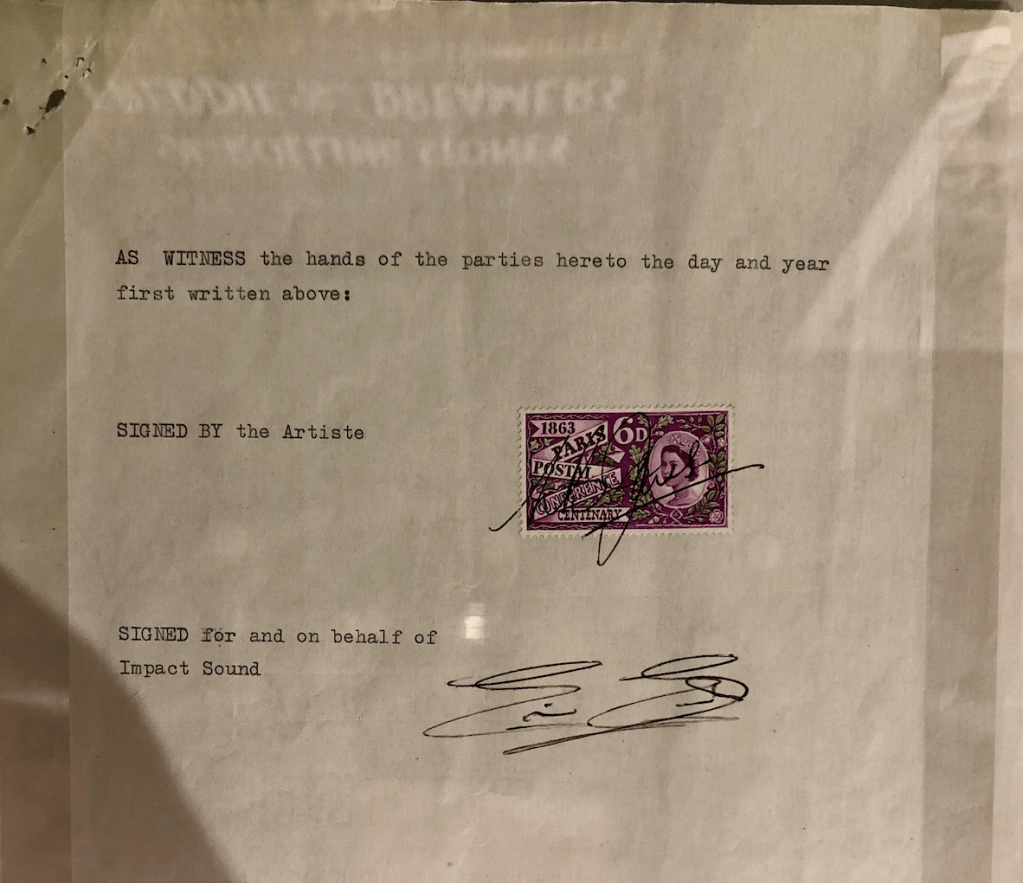 AS WITNESS the hands of the parties hereto the day and year
first written above:
SIGNED BY the Artiste
1863
PARIS
POSTAL
CONFERENCE
CENTENARY
6D
SIGNED for and on behalf of
Impact Sound